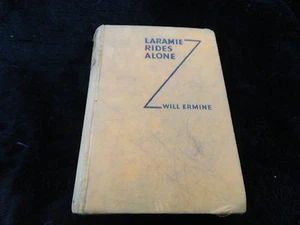 LARAMIE
RIDES
ALONE
WILL ERMINE